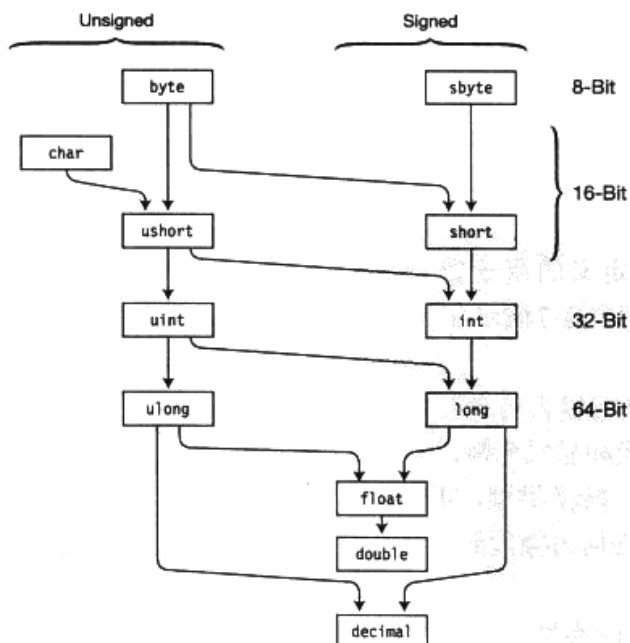 Unsigned Signed
byte sbyte 8-Bit
char
16-Bit
ushort short
uint int 32-Bit
ulong long 64-Bit
float
double
decimal